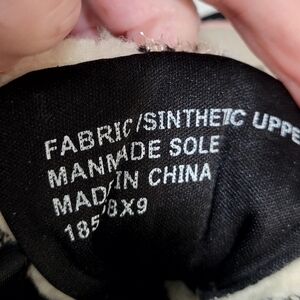 FABRIC/SINTHETIC UPPE
MANMADE SOLE
MADE IN CHINA